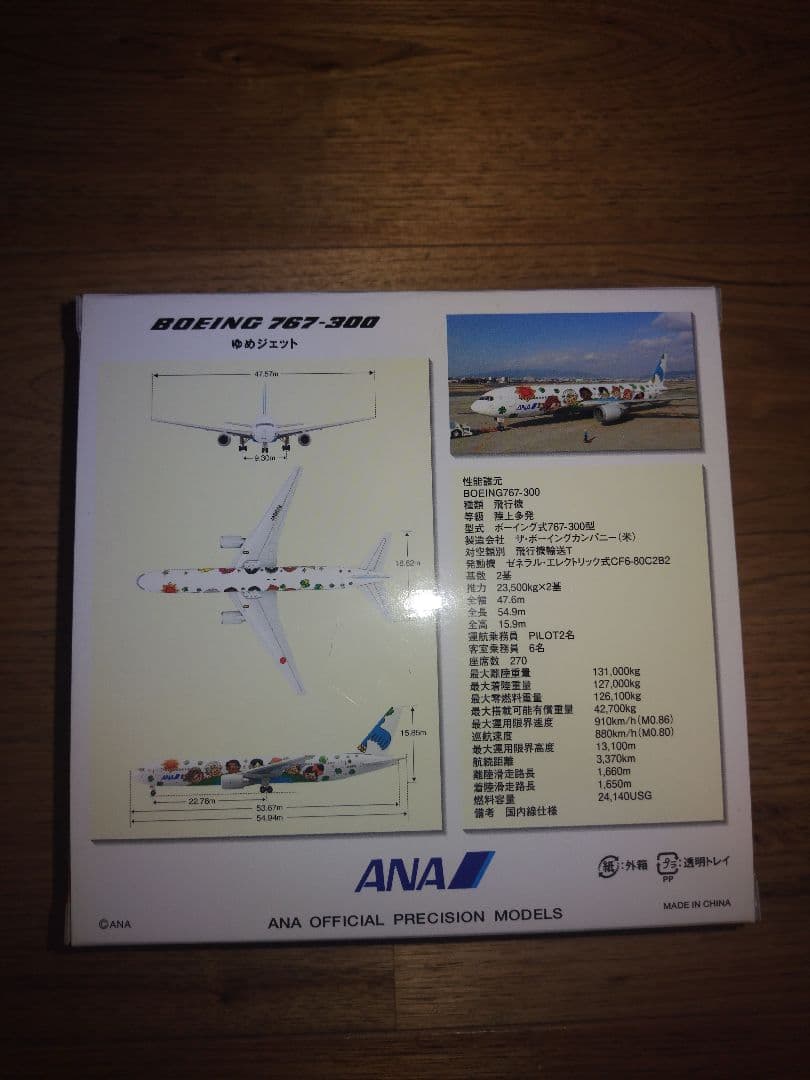 BOEING 767-300
ゆめジェット
47.57m
9.30m
18.62m
15.85m
22.76m
53.67m
54.94m
ANA
性能諸元
BOEING767-300
種類 飛行機
等級 陸上多発
型式 ボーイング式767-300型
製造会社 ザ・ボーイングカンパニー(米)
対空類別 飛行機輸送T
発動機 ゼネラル・エレクトリック式CF6-80C2B2
基数 2基
推力 23,500kg×2基
全幅 47.6m
全長 54.9m
全高 15.9m
運航乗務員 PILOT2名
客室乗務員 6名
座席数 270
最大離陸重量 131,000kg
最大着陸重量 127,000kg
最大零燃料重量 126,100kg
最大搭載可能有償重量 42,700kg
最大運用限界速度 910km/h(M0.86)
巡航速度 880km/h(M0.80)
最大運用限界高度 13,100m
航続距離 3,370km
離陸滑走路長 1,660m
着陸滑走路長 1,650m
燃料容量 24,140USG
備考 国内線仕様
ANA
紙:外箱 プラ:透明トレイ
PP
©ANA
ANA OFFICIAL PRECISION MODELS
MADE IN CHINA